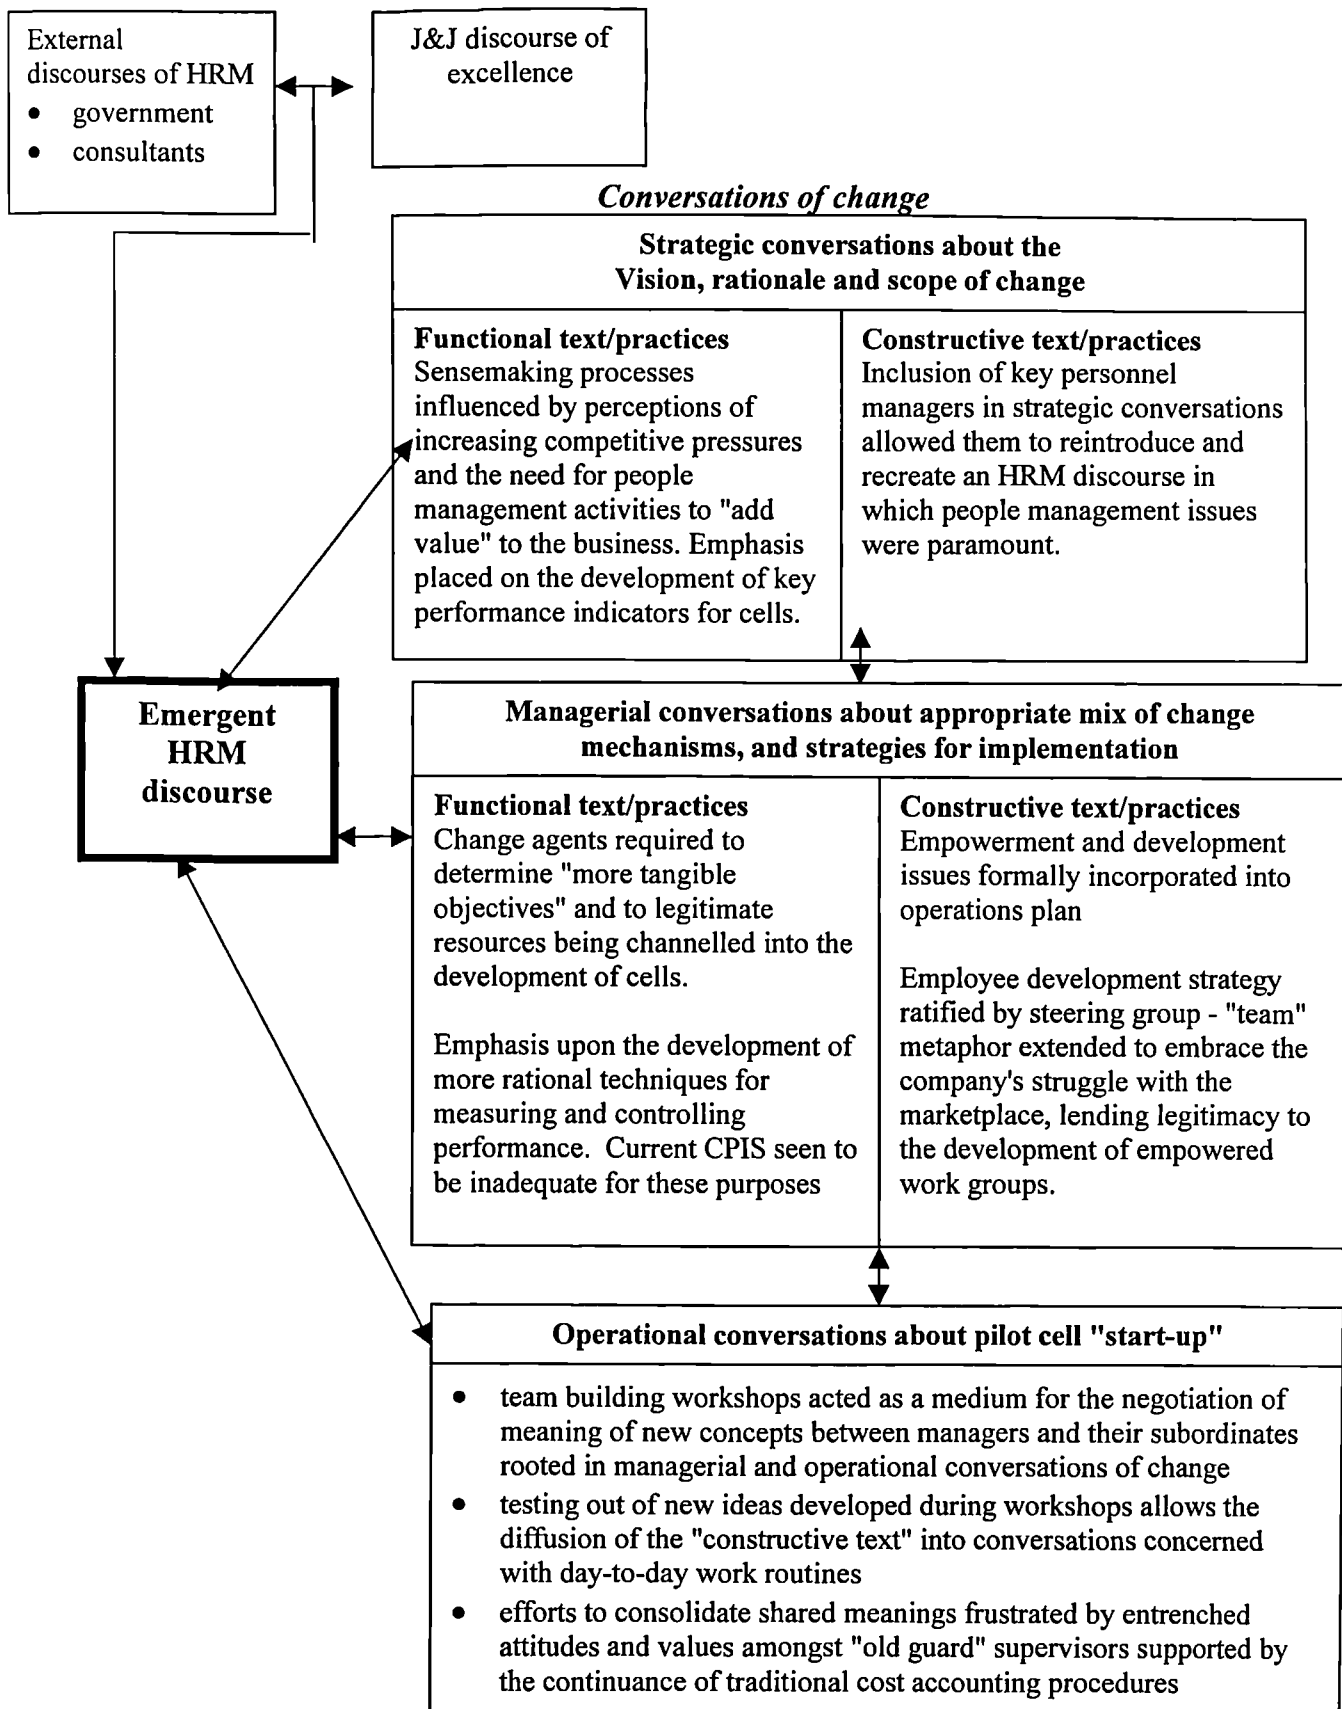 External
discourses of HRM
• government
• consultants
J&J discourse of
excellence
Conversations of change
Strategic conversations about the
Vision, rationale and scope of change
Functional text/practices
Sensemaking processes
influenced by perceptions of
increasing competitive pressures
and the need for people
management activities to "add
value" to the business. Emphasis
placed on the development of key
performance indicators for cells.
Constructive text/practices
Inclusion of key personnel
managers in strategic conversations
allowed them to reintroduce and
recreate an HRM discourse in
which people management issues
were paramount.
Emergent
HRM
discourse
Managerial conversations about appropriate mix of change
mechanisms, and strategies for implementation
Functional text/practices
Change agents required to
determine "more tangible
objectives" and to legitimate
resources being channelled into the
development of cells.
Emphasis upon the development of
more rational techniques for
measuring and controlling
performance. Current CPIS seen to
be inadequate for these purposes
Constructive text/practices
Empowerment and development
issues formally incorporated into
operations plan
Employee development strategy
ratified by steering group - "team"
metaphor extended to embrace the
company's struggle with the
marketplace, lending legitimacy to
the development of empowered
work groups.
Operational conversations about pilot cell "start-up"
• team building workshops acted as a medium for the negotiation of
meaning of new concepts between managers and their subordinates
rooted in managerial and operational conversations of change
• testing out of new ideas developed during workshops allows the
diffusion of the "constructive text" into conversations concerned
with day-to-day work routines
• efforts to consolidate shared meanings frustrated by entrenched
attitudes and values amongst "old guard" supervisors supported by
the continuance of traditional cost accounting procedures